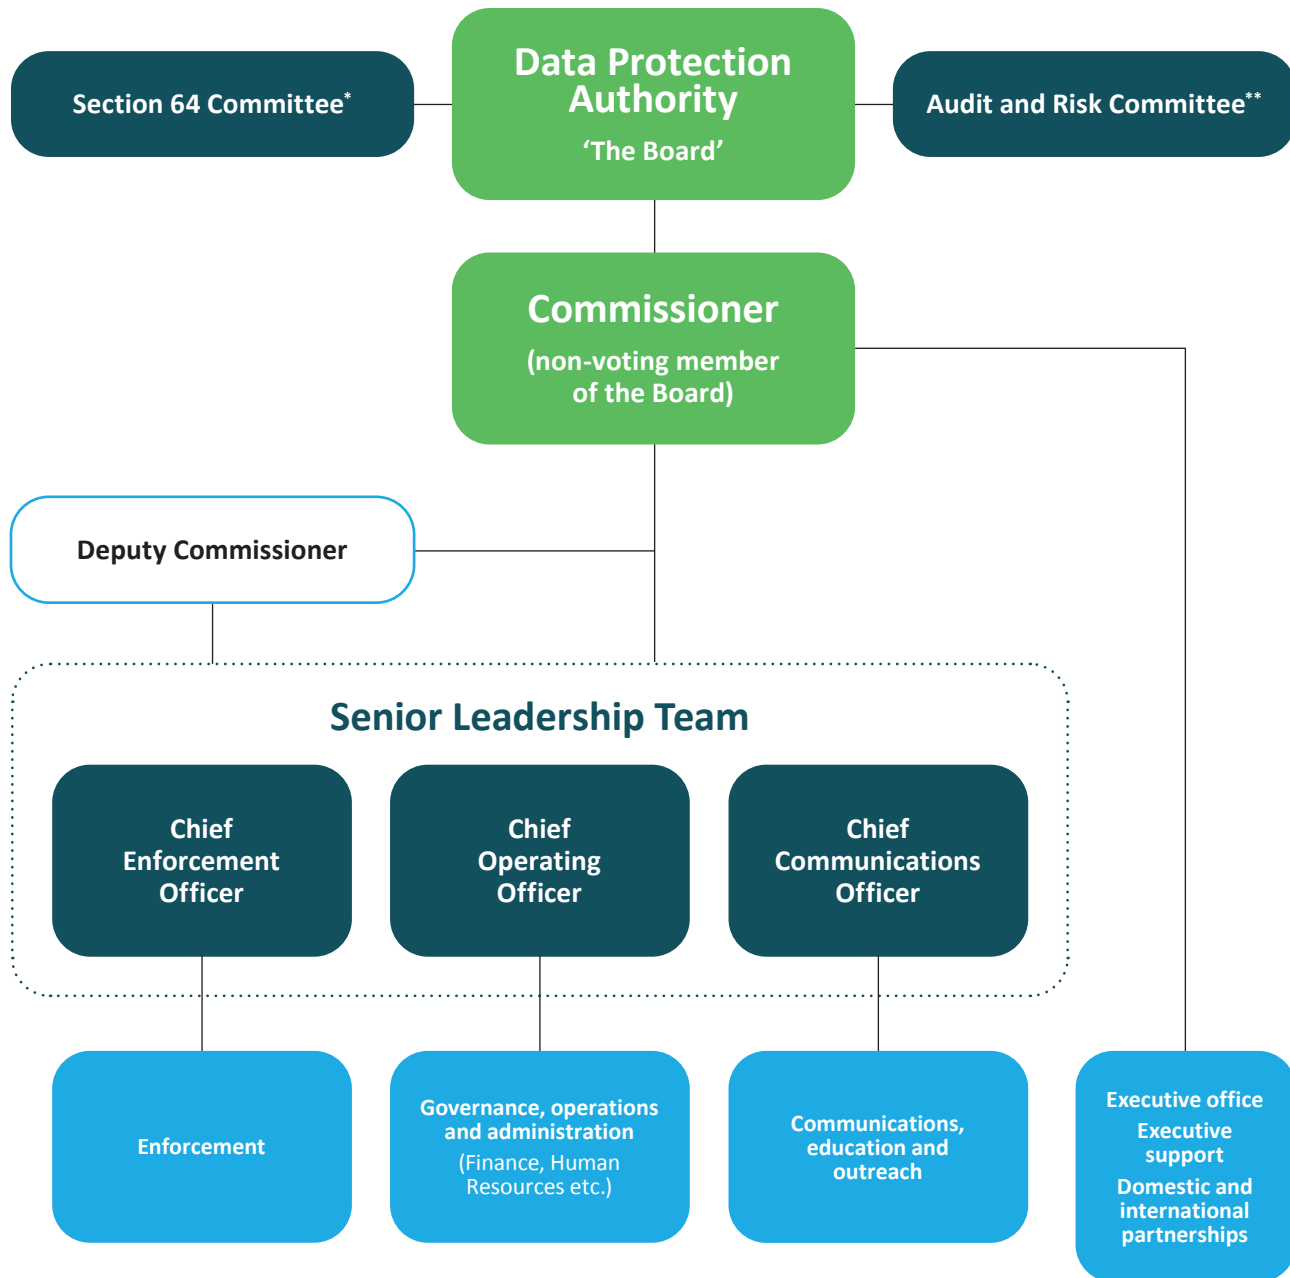 Data Protection
Authority
‘The Board’
Section 64 Committee*
Audit and Risk Committee**
Commissioner
(non-voting member
of the Board)
Deputy Commissioner
Senior Leadership Team
Chief
Enforcement
Officer
Chief
Operating
Officer
Chief
Communications
Officer
Enforcement
Governance, operations
and administration
(Finance, Human
Resources etc.)
Communications,
education and
outreach
Executive office
Executive
support
Domestic and
international
partnerships